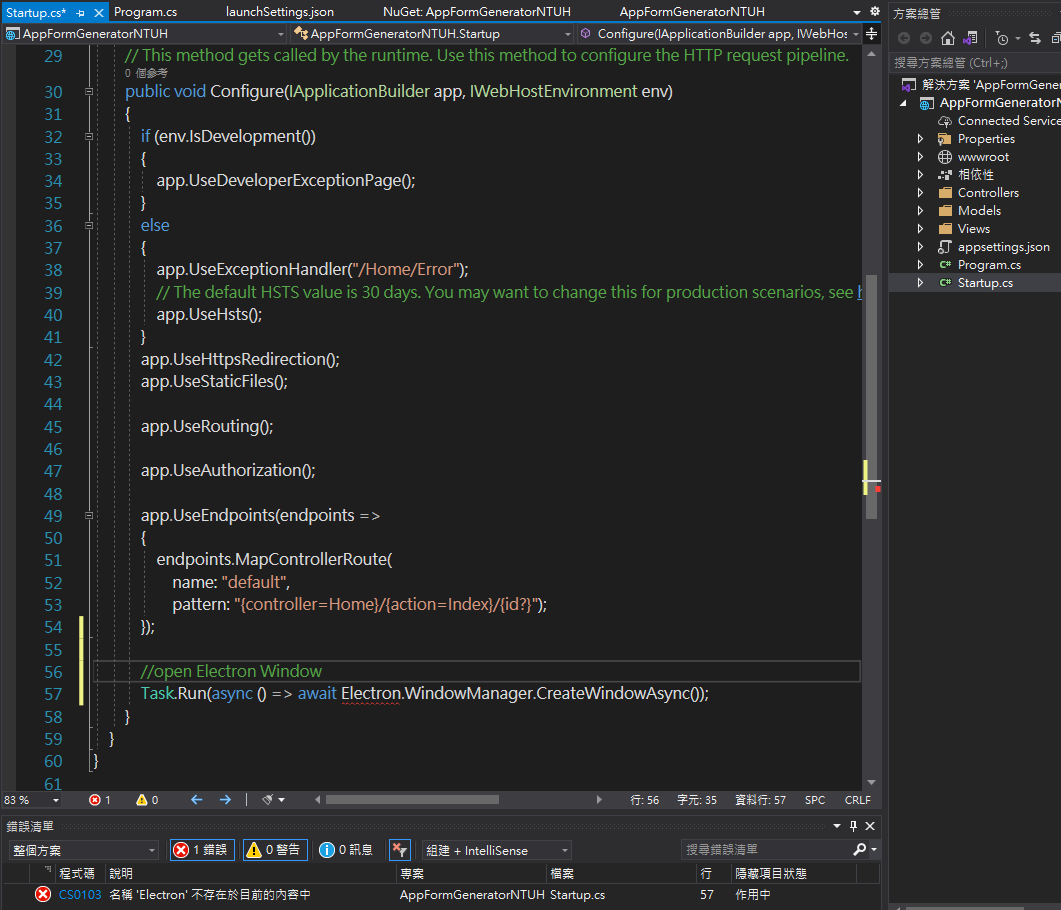 Startup.cs*
Program.cs
launchSettings.json
NuGet: AppFormGeneratorNTUH
AppFormGeneratorNTUH
AppFormGeneratorNTUH
AppFormGeneratorNTUH.Startup
Configure(IApplicationBuilder app, IWebHos
29 // This method gets called by the runtime. Use this method to configure the HTTP request pipeline.
0 個參考
30 public void Configure(IApplicationBuilder app, IWebHostEnvironment env)
31 {
32 if (env.IsDevelopment())
33 {
34 app.UseDeveloperExceptionPage();
35 }
36 else
37 {
38 app.UseExceptionHandler("/Home/Error");
39 // The default HSTS value is 30 days. You may want to change this for production scenarios, see h
40 app.UseHsts();
41 }
42 app.UseHttpsRedirection();
43 app.UseStaticFiles();
44
45 app.UseRouting();
46
47 app.UseAuthorization();
48
49 app.UseEndpoints(endpoints =>
50 {
51 endpoints.MapControllerRoute(
52 name: "default",
53 pattern: "{controller=Home}/{action=Index}/{id?}");
54 });
55
56 //open Electron Window
57 Task.Run(async () => await Electron.WindowManager.CreateWindowAsync());
58 }
59 }
60 }
61
83 %
1
0
行: 56
字元: 35
資料行: 57
SPC
CRLF
方案總管
搜尋方案總管 (Ctrl+;)
解決方案 'AppFormGener
AppFormGeneratorN
Connected Service
Properties
wwwroot
相依性
Controllers
Models
Views
appsettings.json
C# Program.cs
C# Startup.cs
錯誤清單
整個方案
1 錯誤
0 警告
0 訊息
組建 + IntelliSense
搜尋錯誤清單
程式碼 說明 專案 檔案 行 隱藏項目狀態
CS0103 名稱 'Electron' 不存在於目前的內容中 AppFormGeneratorNTUH Startup.cs 57 作用中